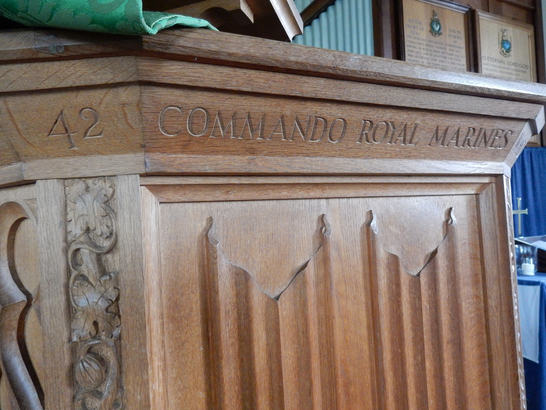 42 COMMANDO ROYAL MARINES